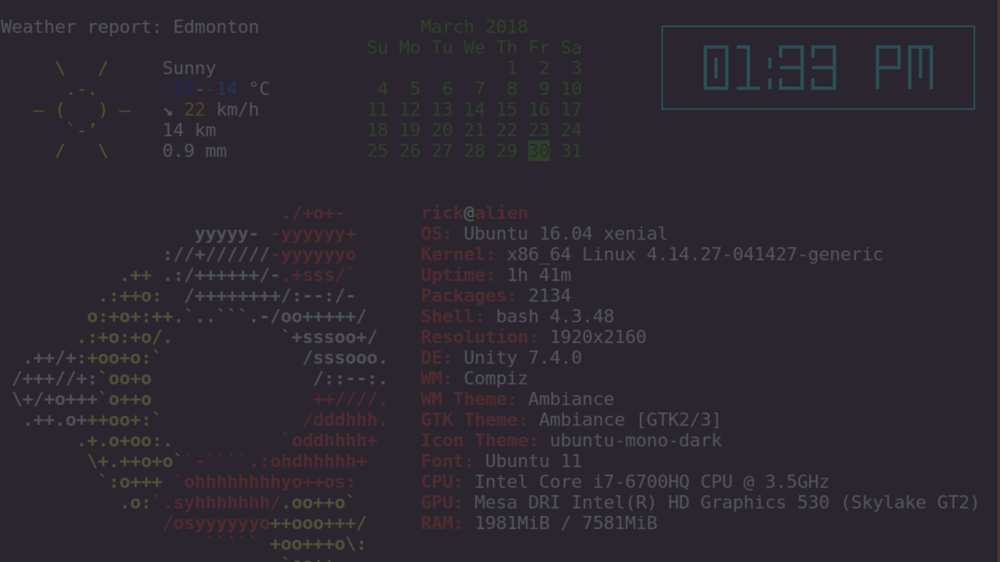 Weather report: Edmonton
Sunny
-23--14 °C
↘ 22 km/h
14 km
0.9 mm
March 2018
Su Mo Tu We Th Fr Sa
1 2 3
4 5 6 7 8 9 10
11 12 13 14 15 16 17
18 19 20 21 22 23 24
25 26 27 28 29 30 31
01:33 PM
rick@alien
OS: Ubuntu 16.04 xenial
Kernel: x86_64 Linux 4.14.27-041427-generic
Uptime: 1h 41m
Packages: 2134
Shell: bash 4.3.48
Resolution: 1920x2160
DE: Unity 7.4.0
WM: Compiz
WM Theme: Ambiance
GTK Theme: Ambiance [GTK2/3]
Icon Theme: ubuntu-mono-dark
Font: Ubuntu 11
CPU: Intel Core i7-6700HQ CPU @ 3.5GHz
GPU: Mesa DRI Intel(R) HD Graphics 530 (Skylake GT2)
RAM: 1981MiB / 7581MiB